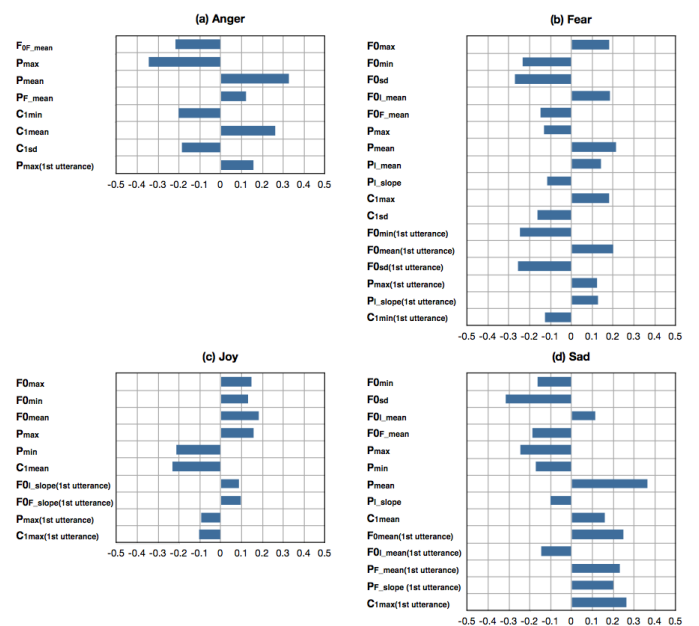 (a) Anger
F0F_mean
Pmax
Pmean
PF_mean
C1min
C1mean
C1sd
Pmax(1st utterance)
-0.5 -0.4 -0.3 -0.2 -0.1 0 0.1 0.2 0.3 0.4 0.5
(b) Fear
F0max
F0min
F0sd
F0I_mean
F0F_mean
Pmax
Pmean
PI_mean
PI_slope
C1max
C1sd
F0min(1st utterance)
F0mean(1st utterance)
F0sd(1st utterance)
Pmax(1st utterance)
PI_slope(1st utterance)
C1min(1st utterance)
-0.5 -0.4 -0.3 -0.2 -0.1 0 0.1 0.2 0.3 0.4 0.5
(c) Joy
F0max
F0min
F0mean
Pmax
Pmin
C1mean
F0I_slope(1st utterance)
F0F_slope(1st utterance)
Pmax(1st utterance)
C1max(1st utterance)
-0.5 -0.4 -0.3 -0.2 -0.1 0 0.1 0.2 0.3 0.4 0.5
(d) Sad
F0min
F0sd
F0I_mean
F0F_mean
Pmax
Pmin
Pmean
PI_slope
C1mean
F0mean(1st utterance)
F0I_mean(1st utterance)
PF_mean(1st utterance)
PF_slope (1st utterance)
C1max(1st utterance)
-0.5 -0.4 -0.3 -0.2 -0.1 0 0.1 0.2 0.3 0.4 0.5